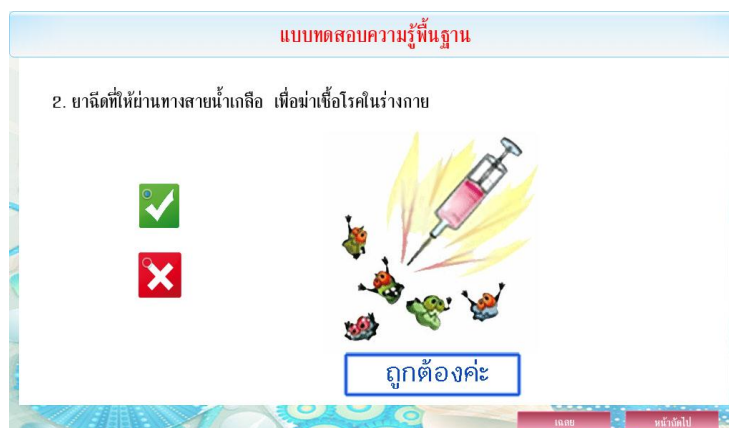 แบบทดสอบความรู้พื้นฐาน
2. ยาฉีดที่ให้ผ่านทางสายน้ำเกลือ เพื่อฆ่าเชื้อโรคในร่างกาย
ถูกต้องค่ะ
เฉลย
หน้าถัดไป